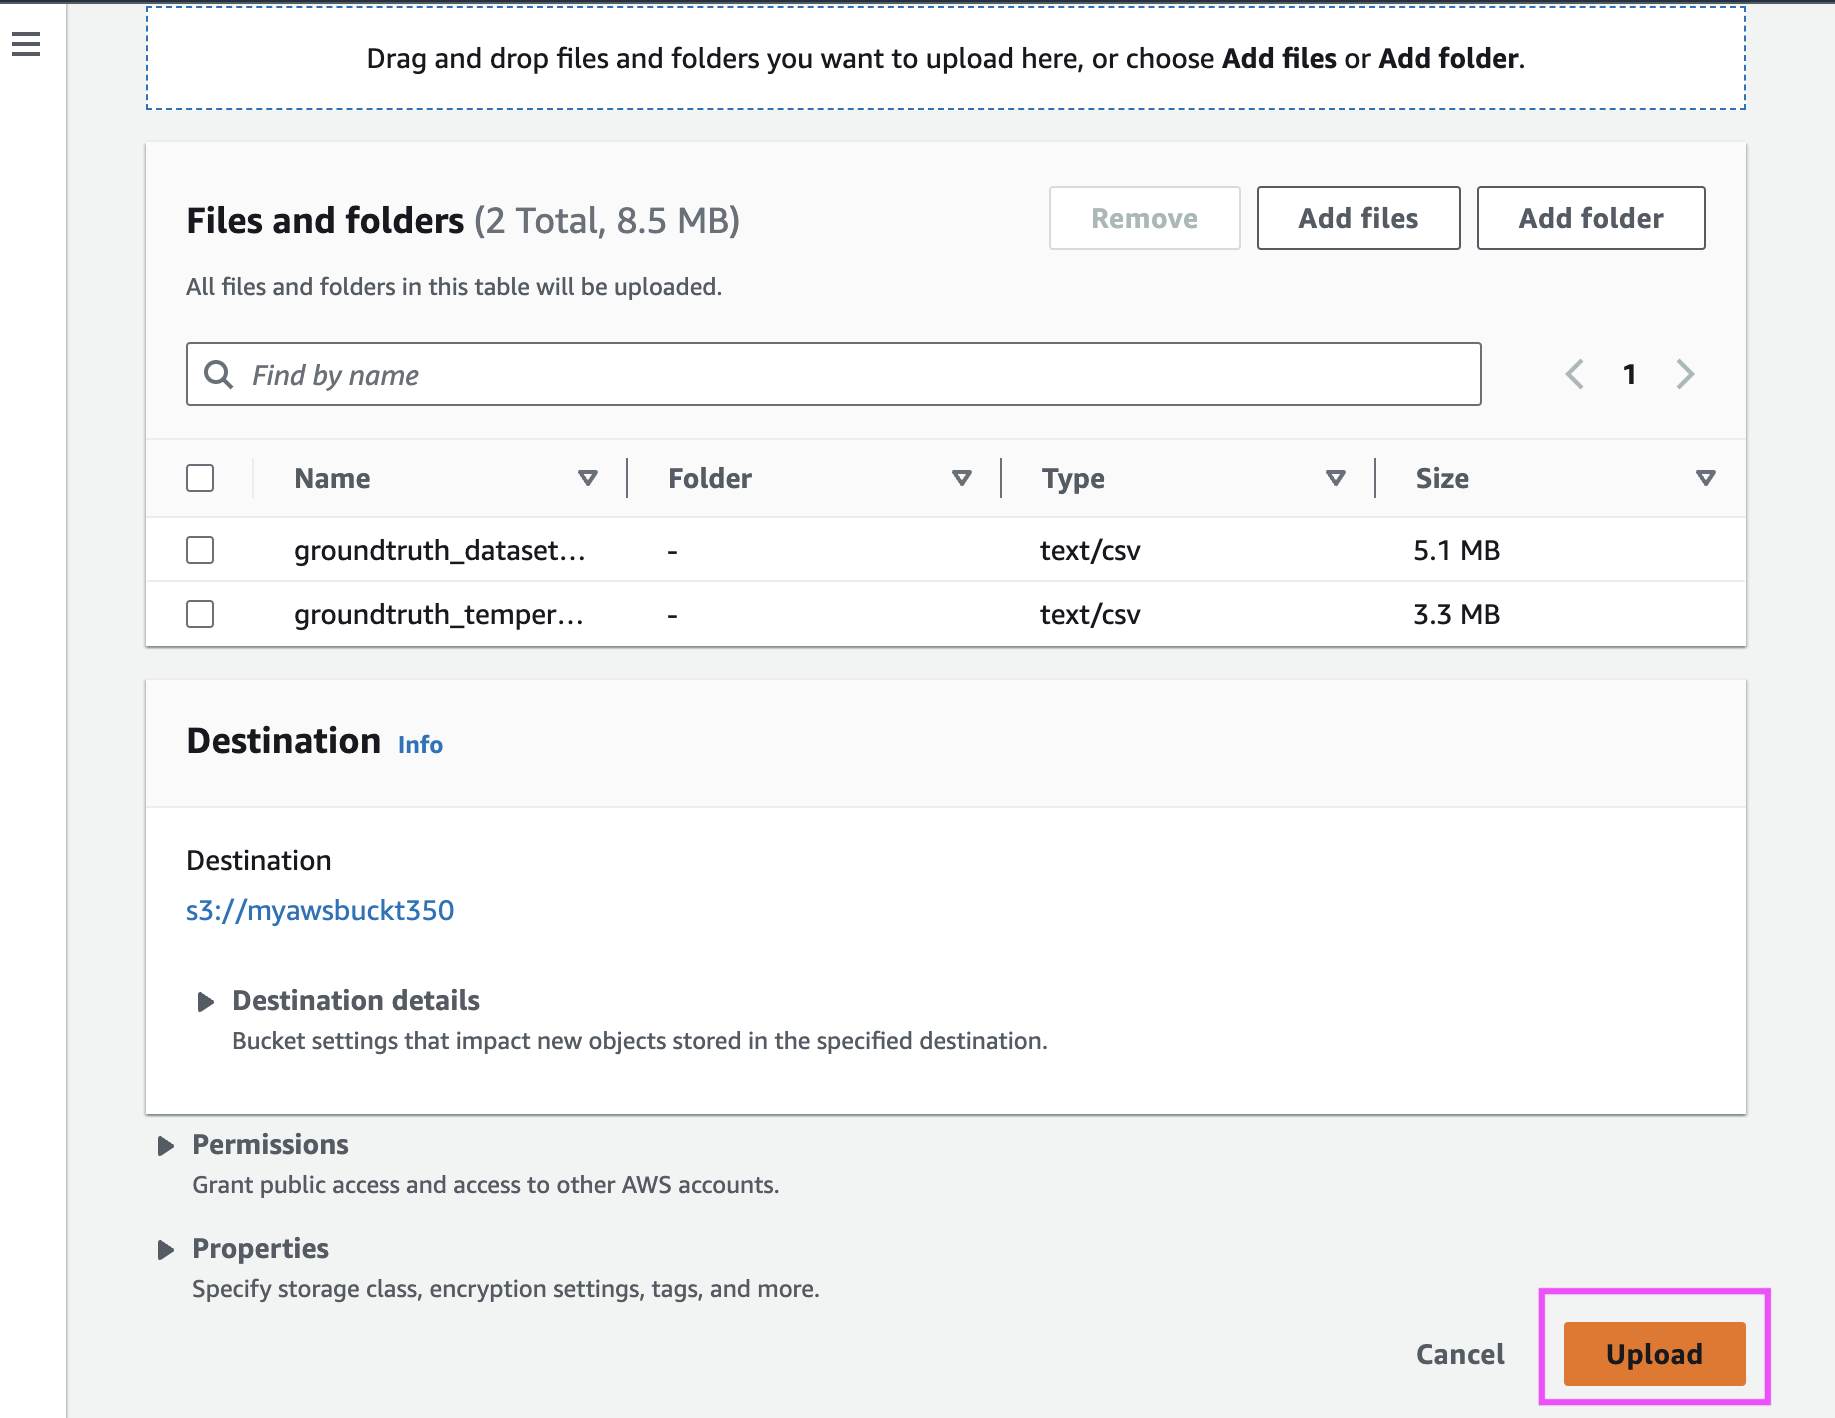 Drag and drop files and folders you want to upload here, or choose Add files or Add folder.
Files and folders (2 Total, 8.5 MB)
Remove
Add files
Add folder
All files and folders in this table will be uploaded.
Find by name
1
Name Folder Type Size
groundtruth_dataset... - text/csv 5.1 MB
groundtruth_temper... - text/csv 3.3 MB
Destination Info
Destination
s3://myawsbuckt350
Destination details
Bucket settings that impact new objects stored in the specified destination.
Permissions
Grant public access and access to other AWS accounts.
Properties
Specify storage class, encryption settings, tags, and more.
Cancel
Upload